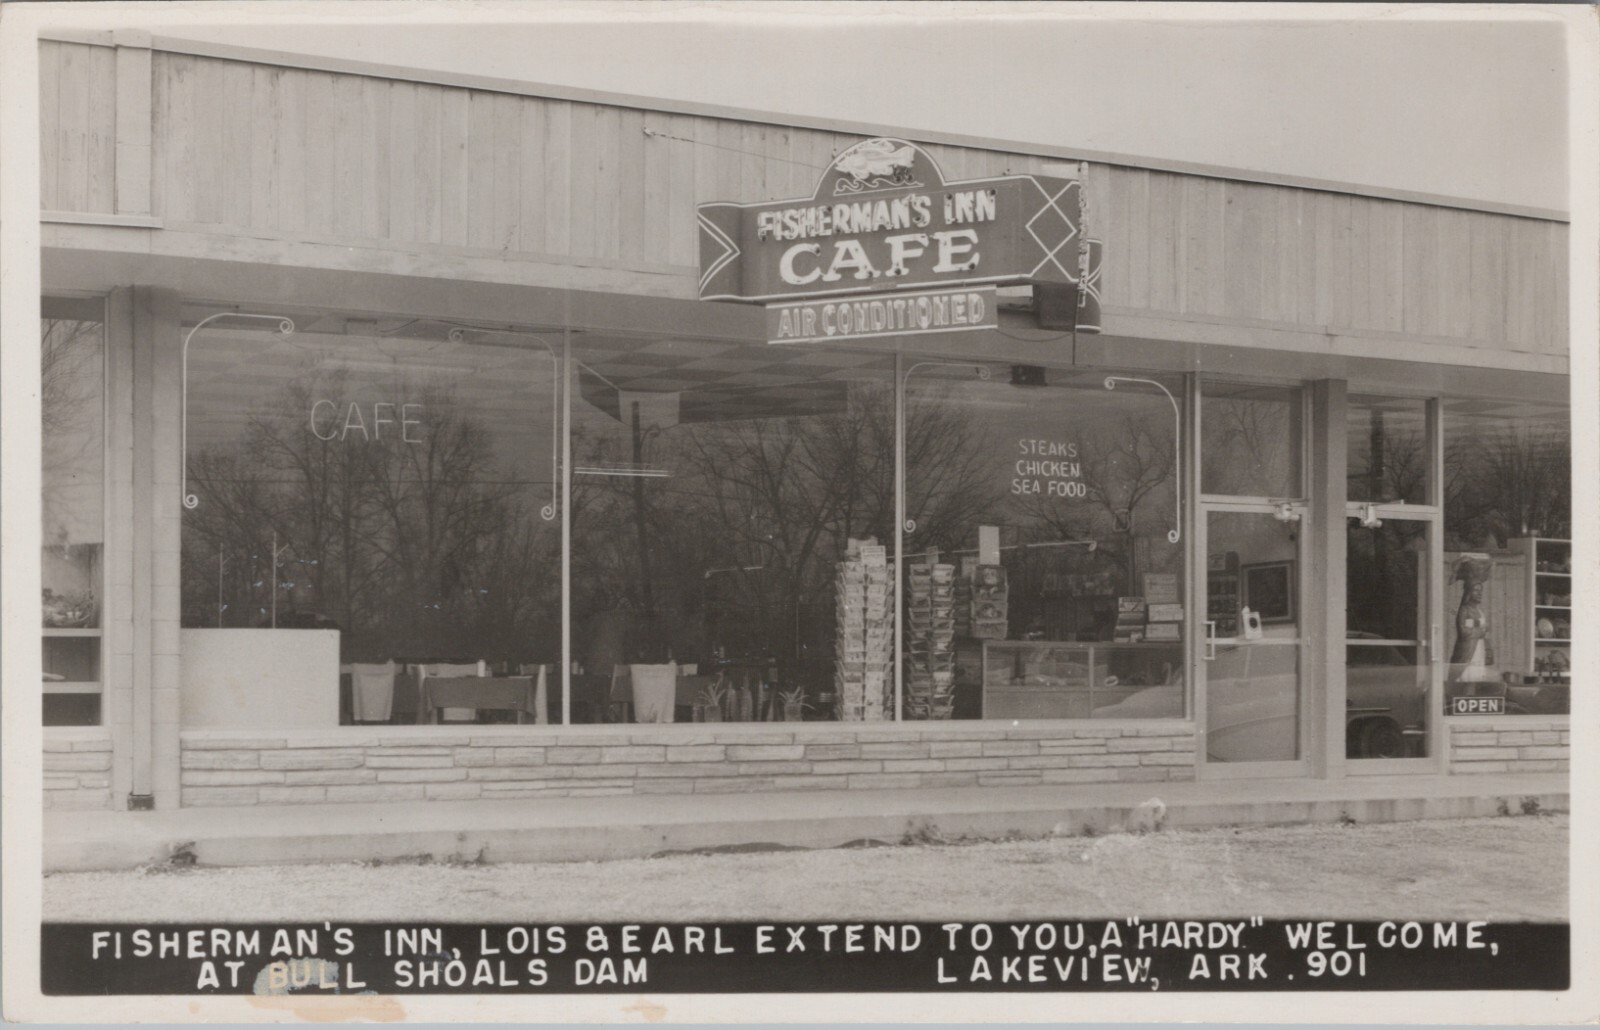 FISHERMAN'S INN
CAFE
AIR CONDITIONED
CAFE
STEAKS
CHICKEN
SEA FOOD
OPEN
FISHERMAN'S INN, LOIS & EARL EXTEND TO YOU, A "HARDY" WELCOME,
AT BULL SHOALS DAM LAKEVIEW, ARK. 901